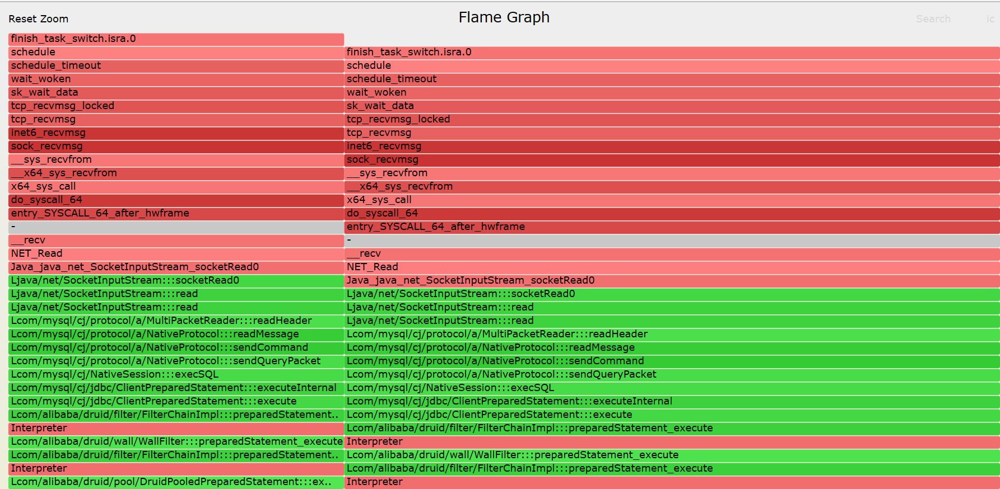 Reset Zoom
Flame Graph
Search
ic
finish_task_switch.isra.0
schedule
schedule_timeout
wait_woken
sk_wait_data
tcp_recvmsg_locked
tcp_recvmsg
inet6_recvmsg
sock_recvmsg
__sys_recvfrom
__x64_sys_recvfrom
x64_sys_call
do_syscall_64
entry_SYSCALL_64_after_hwframe
-
__recv
NET_Read
Java_java_net_SocketInputStream_socketRead0
Ljava/net/SocketInputStream:::socketRead0
Ljava/net/SocketInputStream:::read
Ljava/net/SocketInputStream:::read
Lcom/mysql/cj/protocol/a/MultiPacketReader:::readHeader
Lcom/mysql/cj/protocol/a/NativeProtocol:::readMessage
Lcom/mysql/cj/protocol/a/NativeProtocol:::sendCommand
Lcom/mysql/cj/protocol/a/NativeProtocol:::sendQueryPacket
Lcom/mysql/cj/NativeSession:::execSQL
Lcom/mysql/cj/jdbc/ClientPreparedStatement:::executeInternal
Lcom/mysql/cj/jdbc/ClientPreparedStatement:::execute
Lcom/alibaba/druid/filter/FilterChainImpl:::preparedStatement..
Interpreter
Lcom/alibaba/druid/wall/WallFilter:::preparedStatement_execute
Lcom/alibaba/druid/filter/FilterChainImpl:::preparedStatement..
Interpreter
Lcom/alibaba/druid/pool/DruidPooledPreparedStatement:::ex..
finish_task_switch.isra.0
schedule
schedule_timeout
wait_woken
sk_wait_data
tcp_recvmsg_locked
tcp_recvmsg
inet6_recvmsg
sock_recvmsg
__sys_recvfrom
__x64_sys_recvfrom
x64_sys_call
do_syscall_64
entry_SYSCALL_64_after_hwframe
-
__recv
NET_Read
Java_java_net_SocketInputStream_socketRead0
Ljava/net/SocketInputStream:::socketRead0
Ljava/net/SocketInputStream:::read
Ljava/net/SocketInputStream:::read
Lcom/mysql/cj/protocol/a/MultiPacketReader:::readHeader
Lcom/mysql/cj/protocol/a/NativeProtocol:::readMessage
Lcom/mysql/cj/protocol/a/NativeProtocol:::sendCommand
Lcom/mysql/cj/protocol/a/NativeProtocol:::sendQueryPacket
Lcom/mysql/cj/NativeSession:::execSQL
Lcom/mysql/cj/jdbc/ClientPreparedStatement:::executeInternal
Lcom/mysql/cj/jdbc/ClientPreparedStatement:::execute
Lcom/alibaba/druid/filter/FilterChainImpl:::preparedStatement_execute
Interpreter
Lcom/alibaba/druid/wall/WallFilter:::preparedStatement_execute
Lcom/alibaba/druid/filter/FilterChainImpl:::preparedStatement_execute
Interpreter